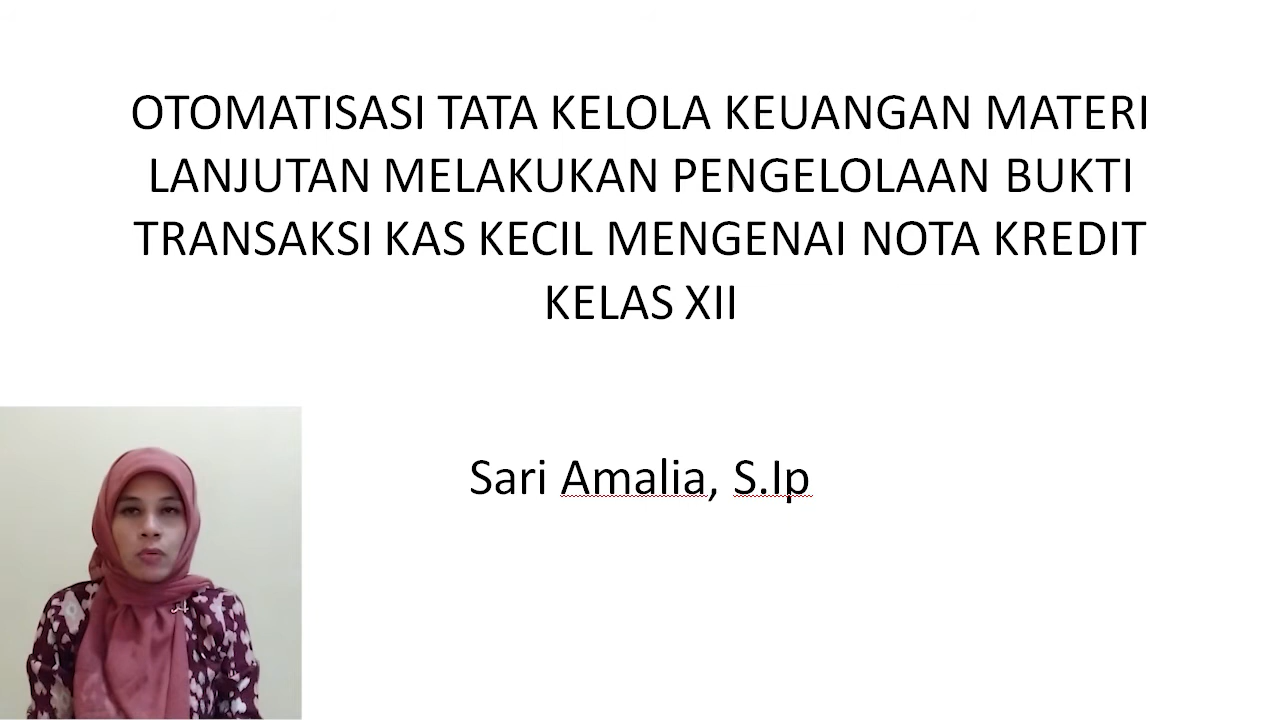 OTOMATISASI TATA KELOLA KEUANGAN MATERI
LANJUTAN MELAKUKAN PENGELOLAAN BUKTI
TRANSAKSI KAS KECIL MENGENAI NOTA KREDIT
KELAS XII
Sari Amalia, S.Ip